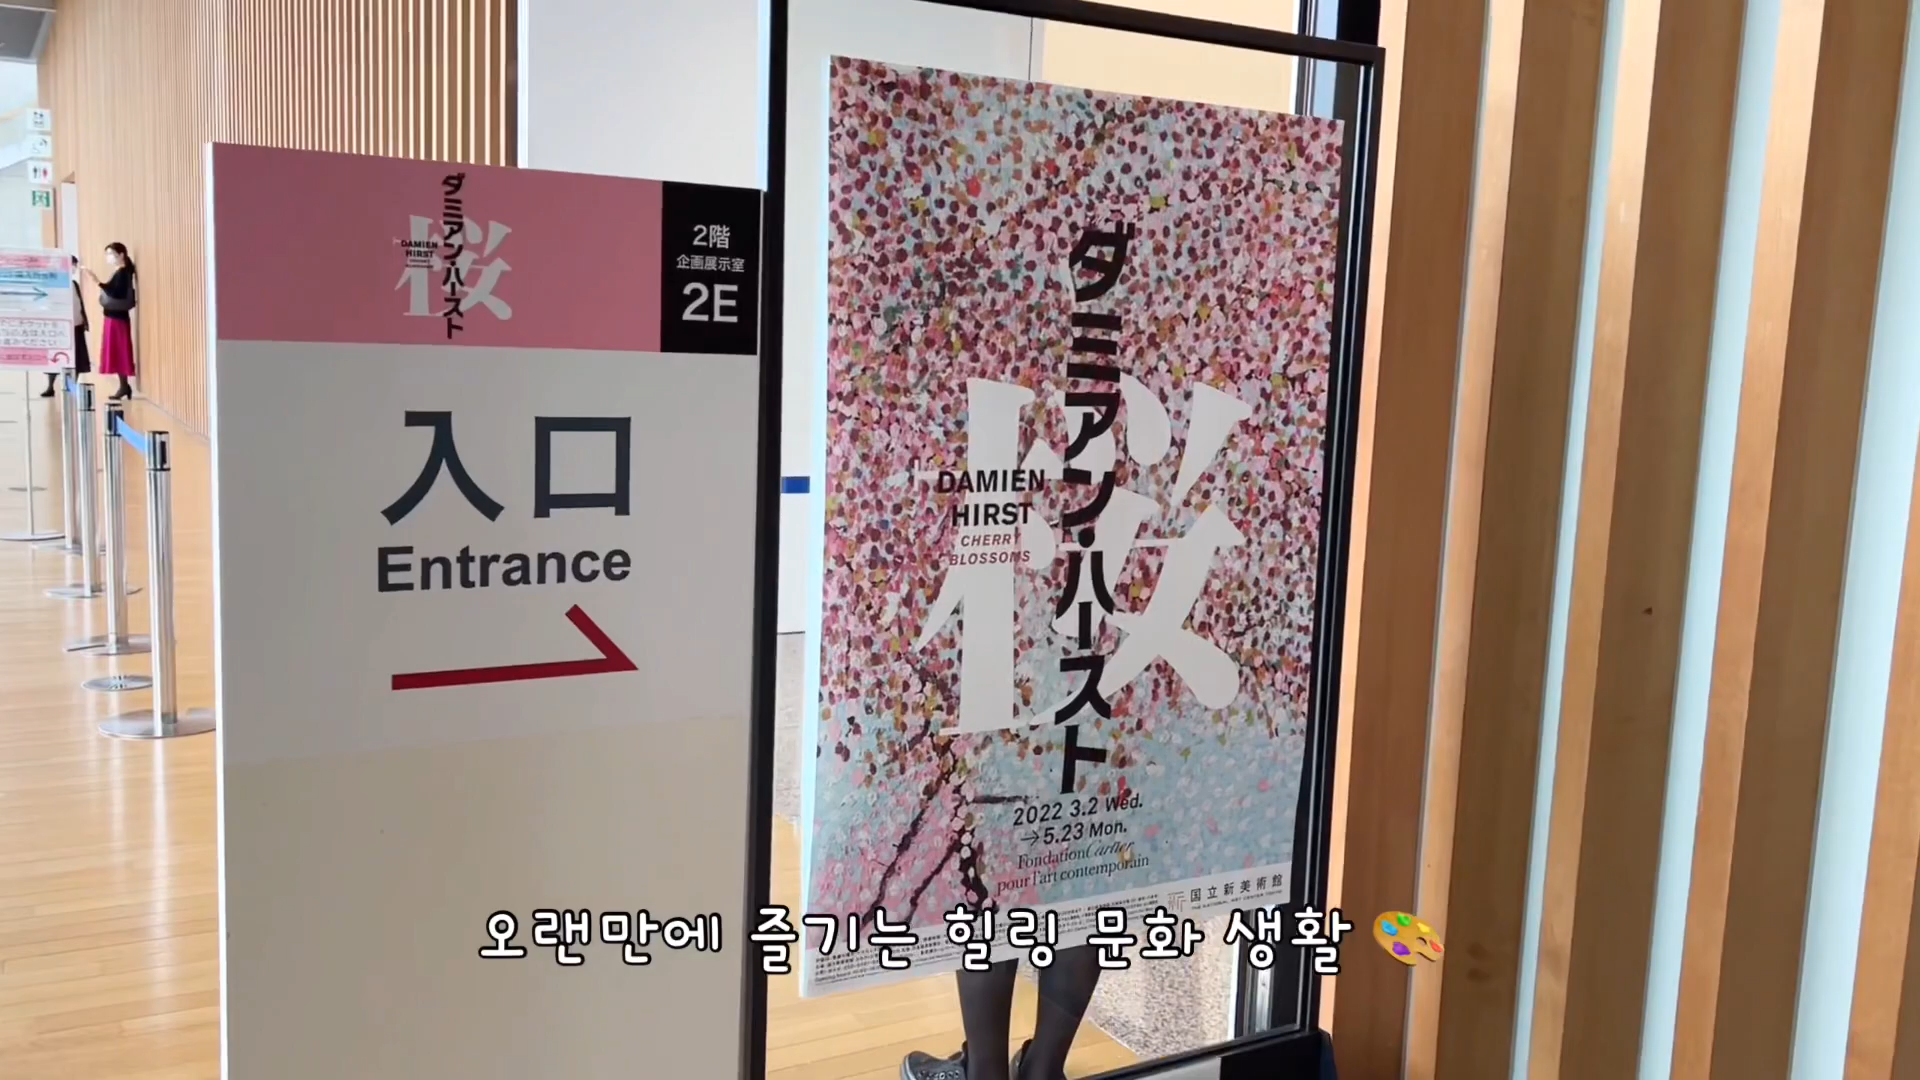 ダミアン・ハースト
桜
DAMIEN
HIRST
2階
企画展示室
2E
入口
Entrance
ダミアン・ハースト
桜
DAMIEN
HIRST
CHERRY
BLOSSOMS
2022 3.2 Wed.
→5.23 Mon.
Fondation Cartier
pour l'art contemporain
国立新美術館
오랜만에 즐기는 힐링 문화 생활 🎨